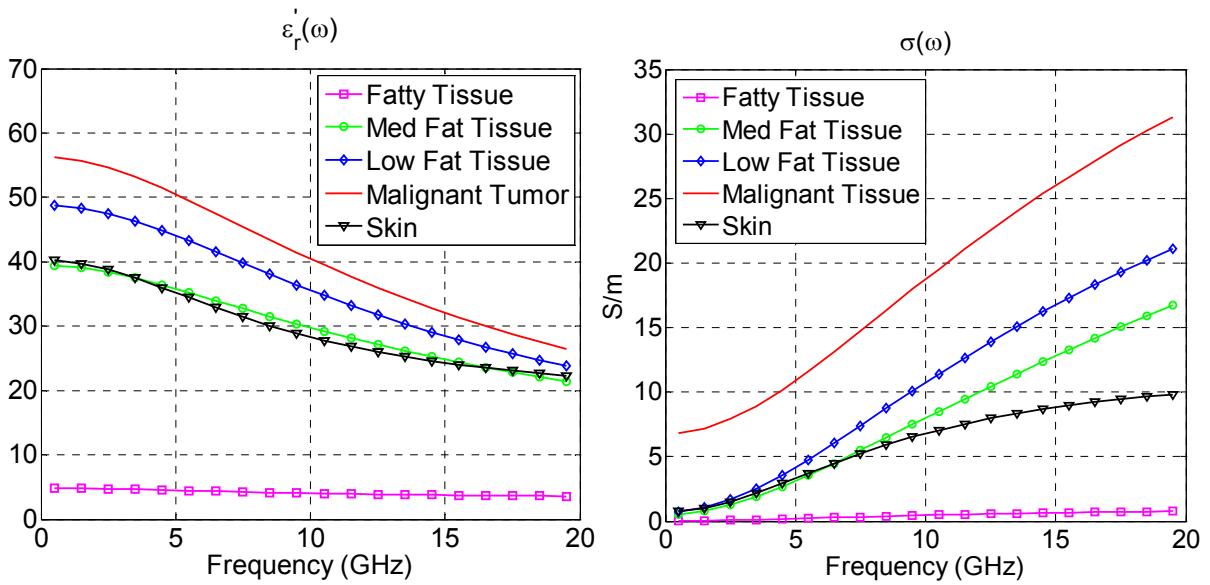 ε'r(ω)
70
60
50
40
30
20
10
0
0
5
10
15
20
Frequency (GHz)
Fatty Tissue
Med Fat Tissue
Low Fat Tissue
Malignant Tumor
Skin
σ(ω)
S/m
35
30
25
20
15
10
5
0
0
5
10
15
20
Frequency (GHz)
Fatty Tissue
Med Fat Tissue
Low Fat Tissue
Malignant Tissue
Skin